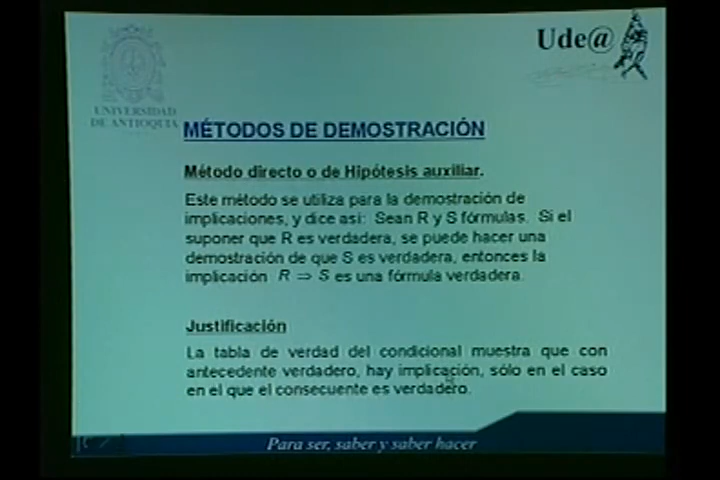 Ude@
UNIVERSIDAD
DE ANTIOQUIA
MÉTODOS DE DEMOSTRACIÓN
Método directo o de Hipótesis auxiliar.
Este método se utiliza para la demostración de
implicaciones, y dice así: Sean R y S fórmulas. Si el
suponer que R es verdadera, se puede hacer una
demostración de que S es verdadera, entonces la
implicación R ⇒ S es una fórmula verdadera.
Justificación
La tabla de verdad del condicional muestra que con
antecedente verdadero, hay implicación, sólo en el caso
en el que el consecuente es verdadero.
Para ser, saber y saber hacer